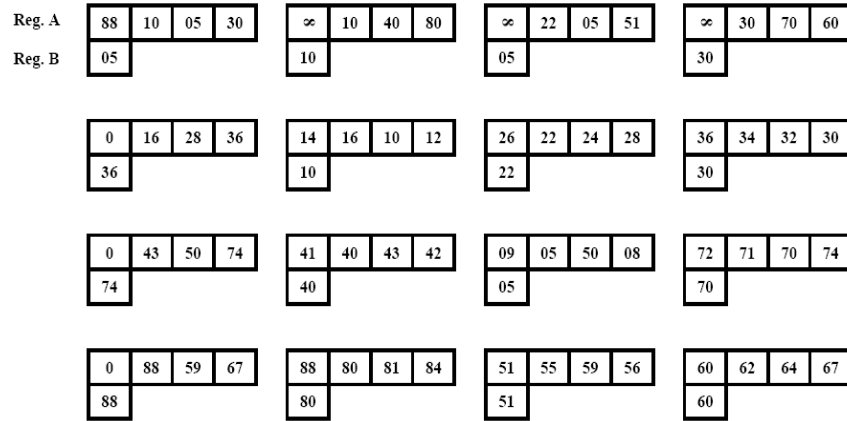 Reg. A 88 10 05 30 ∞ 10 40 80 ∞ 22 05 51 ∞ 30 70 60
Reg. B 05 10 05 30
0 16 28 36 14 16 10 12 26 22 24 28 36 34 32 30
36 10 22 30
0 43 50 74 41 40 43 42 09 05 50 08 72 71 70 74
74 40 05 70
0 88 59 67 88 80 81 84 51 55 59 56 60 62 64 67
88 80 51 60